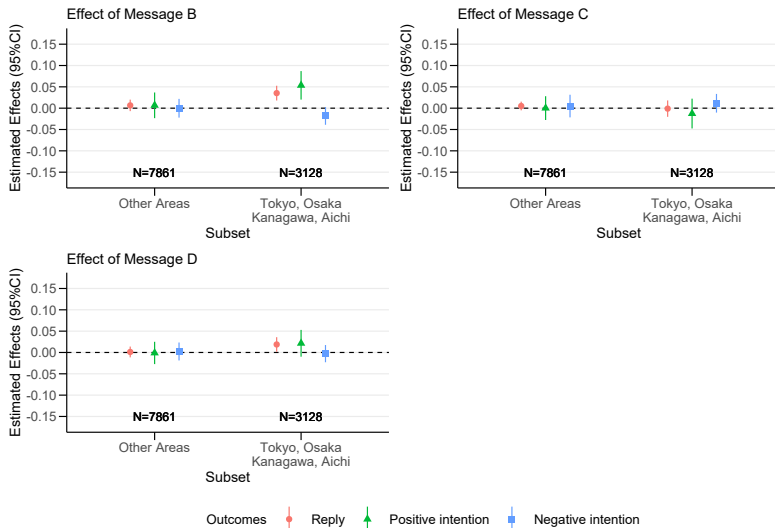 Effect of Message B
Estimated Effects (95%CI)
0.15
0.10
0.05
0.00
-0.05
-0.10
-0.15
N=7861
N=3128
Other Areas
Tokyo, Osaka
Kanagawa, Aichi
Subset
Effect of Message C
Estimated Effects (95%CI)
0.15
0.10
0.05
0.00
-0.05
-0.10
-0.15
N=7861
N=3128
Other Areas
Tokyo, Osaka
Kanagawa, Aichi
Subset
Effect of Message D
Estimated Effects (95%CI)
0.15
0.10
0.05
0.00
-0.05
-0.10
-0.15
N=7861
N=3128
Other Areas
Tokyo, Osaka
Kanagawa, Aichi
Subset
Outcomes Reply Positive intention Negative intention